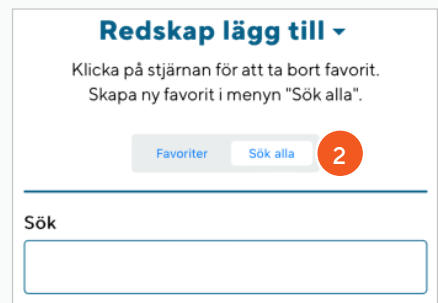 Redskap lägg till
Klicka på stjärnan för att ta bort favorit.
Skapa ny favorit i menyn "Sök alla".
Favoriter Sök alla 2
Sök